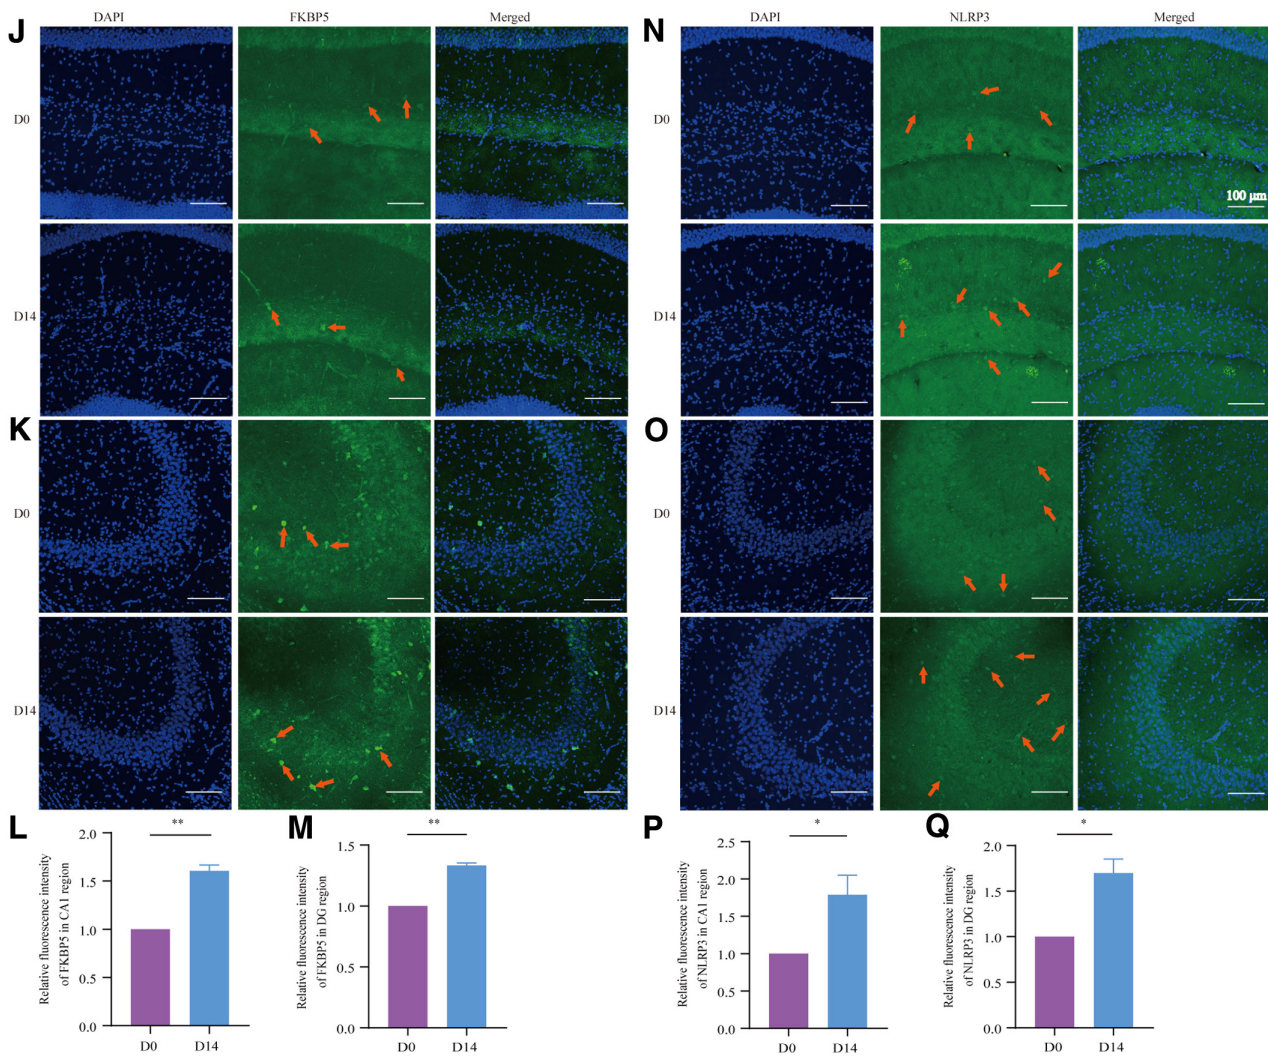 J
DAPI
FKBP5
Merged
D0
D14
K
D0
D14
N
DAPI
NLRP3
Merged
D0
100 μm
D14
O
D0
D14
L
**
Relative fluorescence intensity
of FKBP5 in CA1 region
2.0
1.5
1.0
0.5
0.0
D0
D14
M
**
Relative fluorescence intensity
of FKBP5 in DG region
1.5
1.0
0.5
0.0
D0
D14
P
*
Relative fluorescence intensity
of NLRP3 in CA1 region
2.5
2.0
1.5
1.0
0.5
0.0
D0
D14
Q
*
Relative fluorescence intensity
of NLRP3 in DG region
2.0
1.5
1.0
0.5
0.0
D0
D14